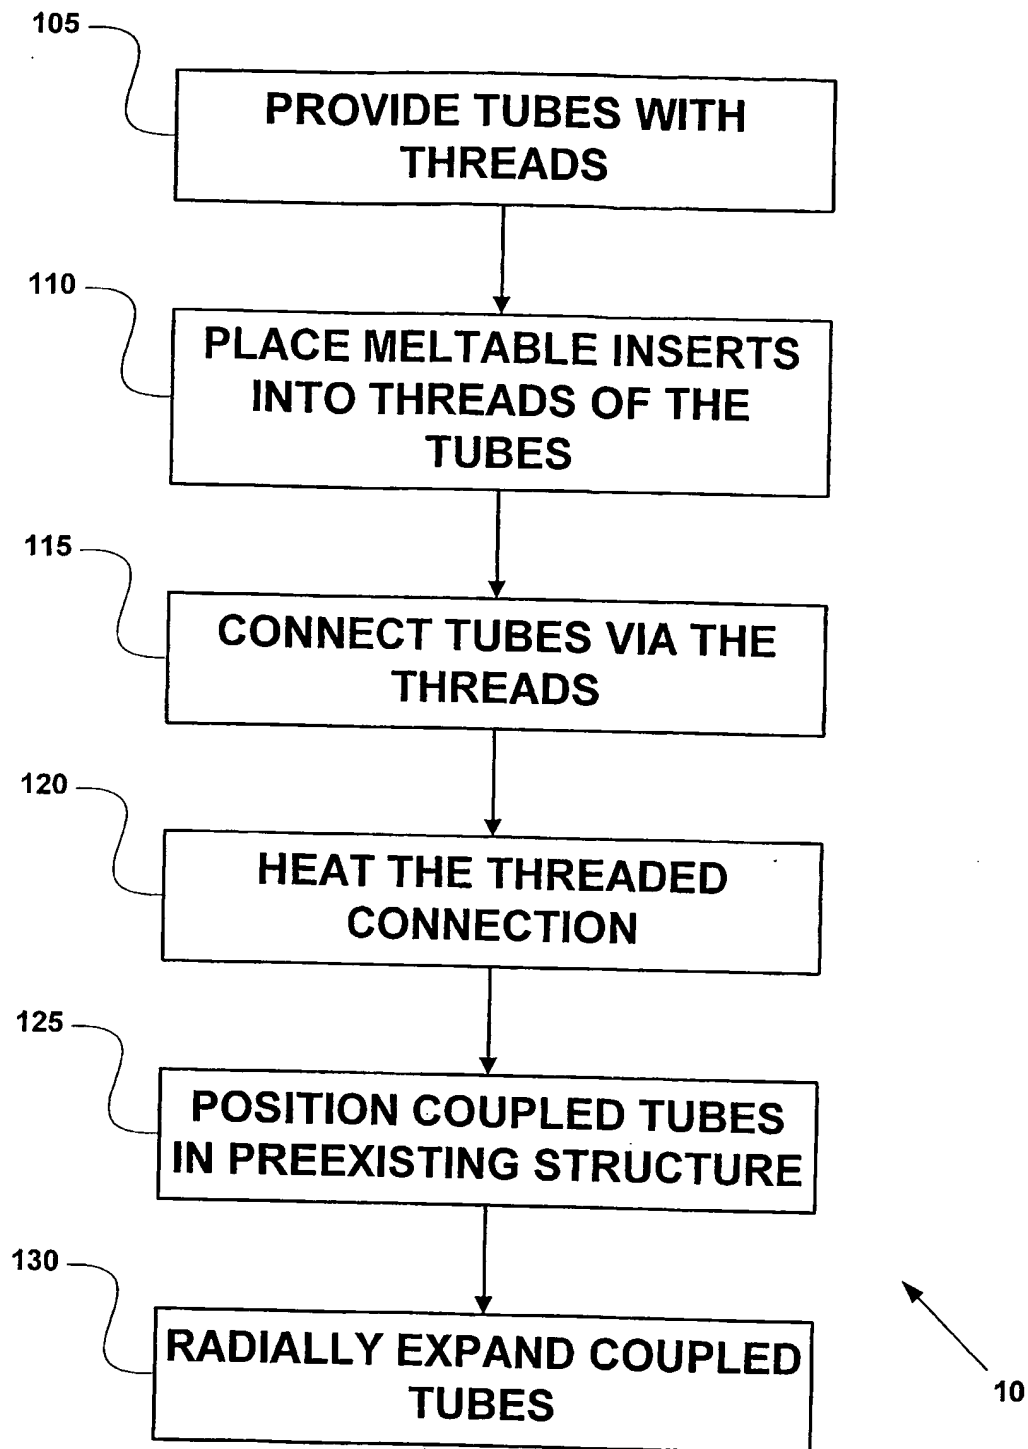 105
PROVIDE TUBES WITH
THREADS
110
PLACE MELTABLE INSERTS
INTO THREADS OF THE
TUBES
115
CONNECT TUBES VIA THE
THREADS
120
HEAT THE THREADED
CONNECTION
125
POSITION COUPLED TUBES
IN PREEXISTING STRUCTURE
130
RADIALLY EXPAND COUPLED
TUBES
10